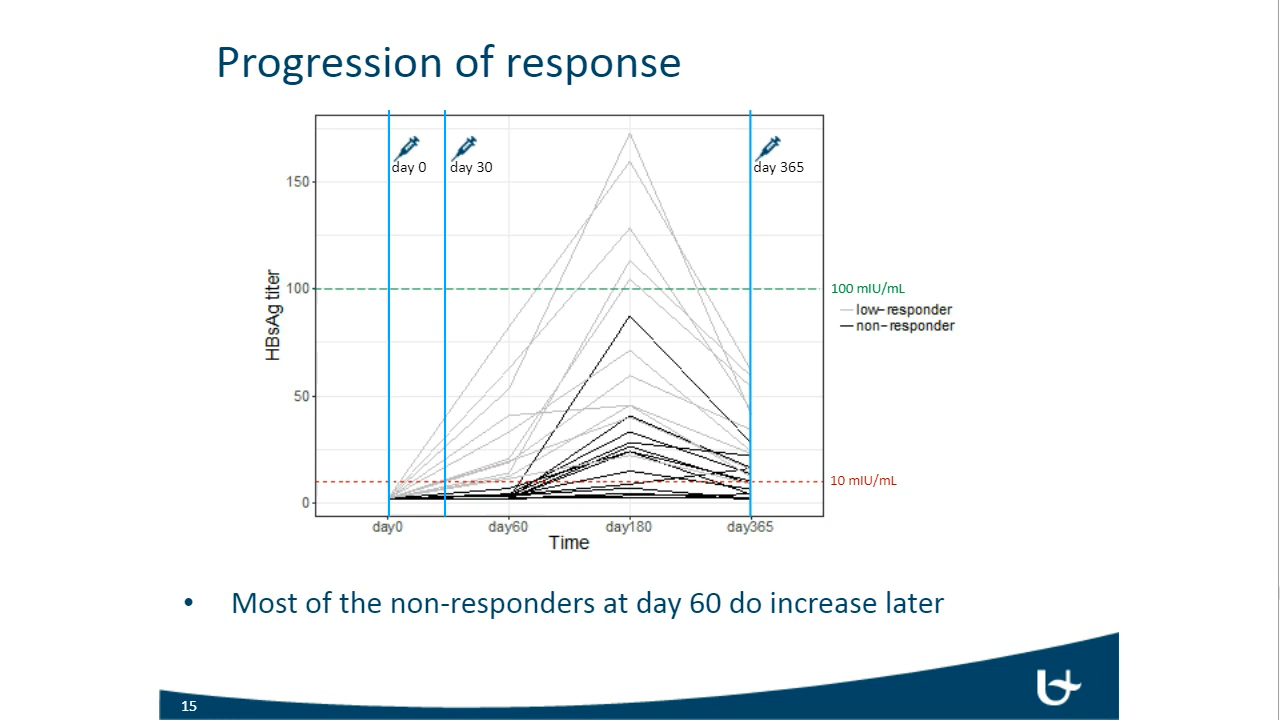 Progression of response
day 0
day 30
day 365
150
100
50
0
HBsAg titer
100 mIU/mL
low-responder
non-responder
10 mIU/mL
day0
day60
day180
day365
Time
• Most of the non-responders at day 60 do increase later
15